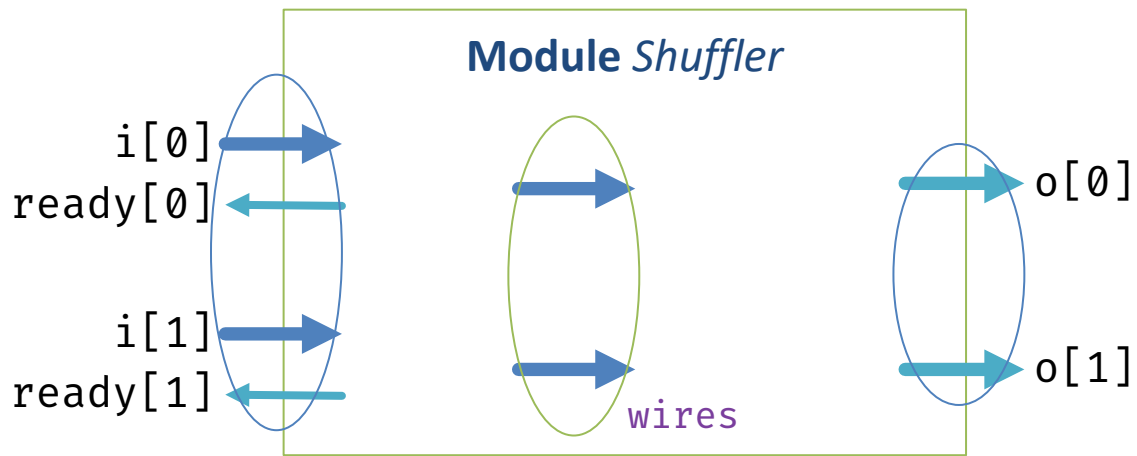 Module Shuffler
i[0]
ready[0]
i[1]
ready[1]
wires
o[0]
o[1]